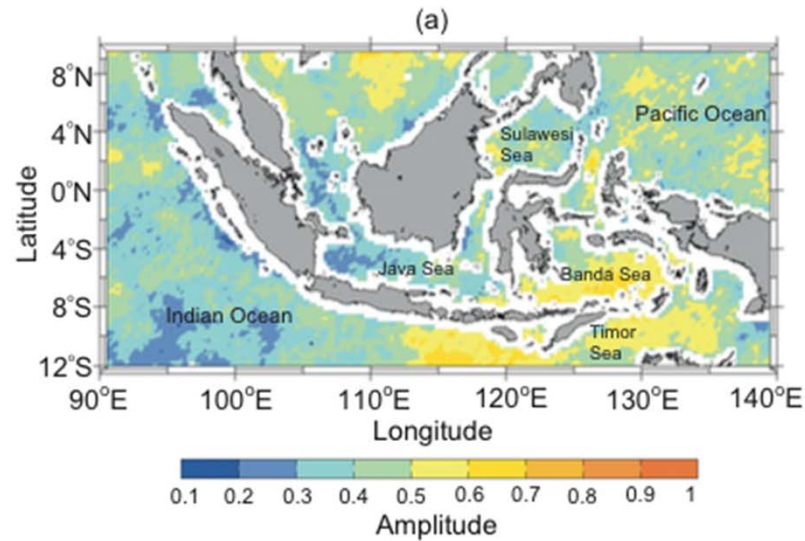 (a)
8°N
4°N
0°N
4°S
8°S
12°S
Latitude
Pacific Ocean
Sulawesi
Sea
Java Sea
Banda Sea
Indian Ocean
Timor
Sea
90°E 100°E 110°E 120°E 130°E 140°E
Longitude
0.1 0.2 0.3 0.4 0.5 0.6 0.7 0.8 0.9 1
Amplitude